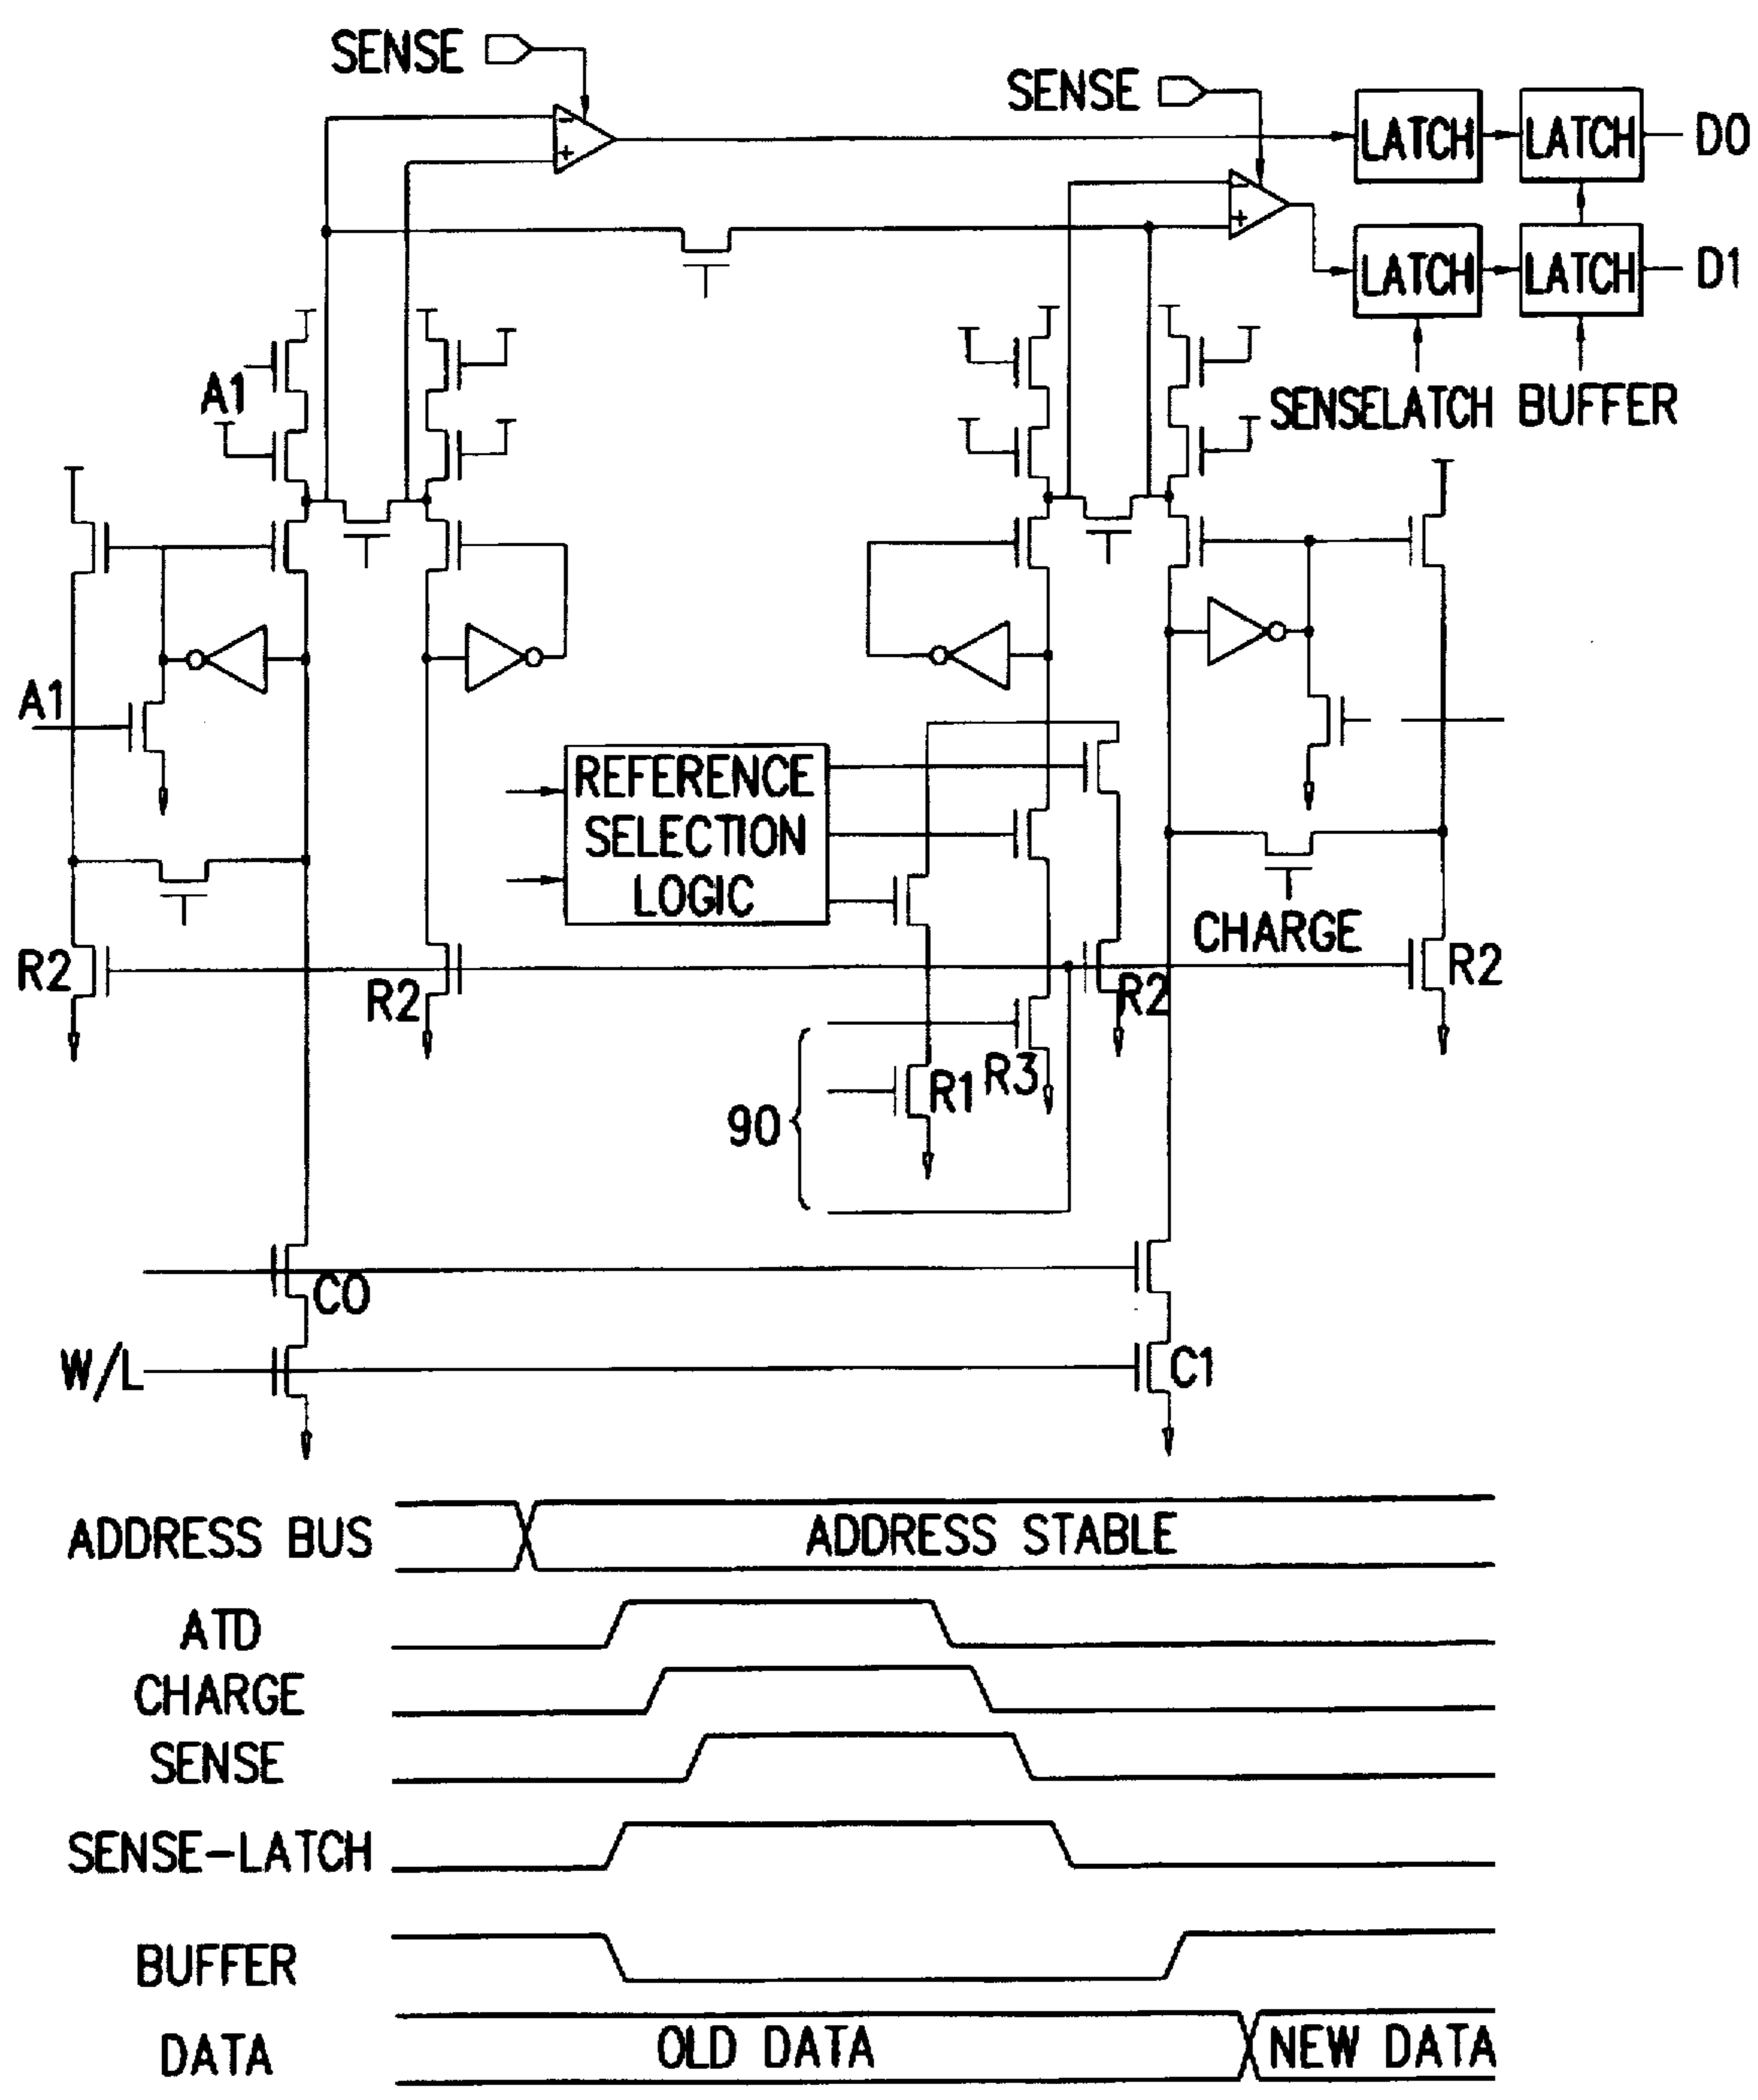 SENSE
SENSE
LATCH LATCH D0
LATCH LATCH D1
- +
- +
A1
SENSELATCH BUFFER
A1
REFERENCE
SELECTION
LOGIC
CHARGE
R2
R2
R2
R2
R1
R3
90
C0
W/L
C1
ADDRESS BUS ADDRESS STABLE
ATD
CHARGE
SENSE
SENSE-LATCH
BUFFER
DATA OLD DATA NEW DATA